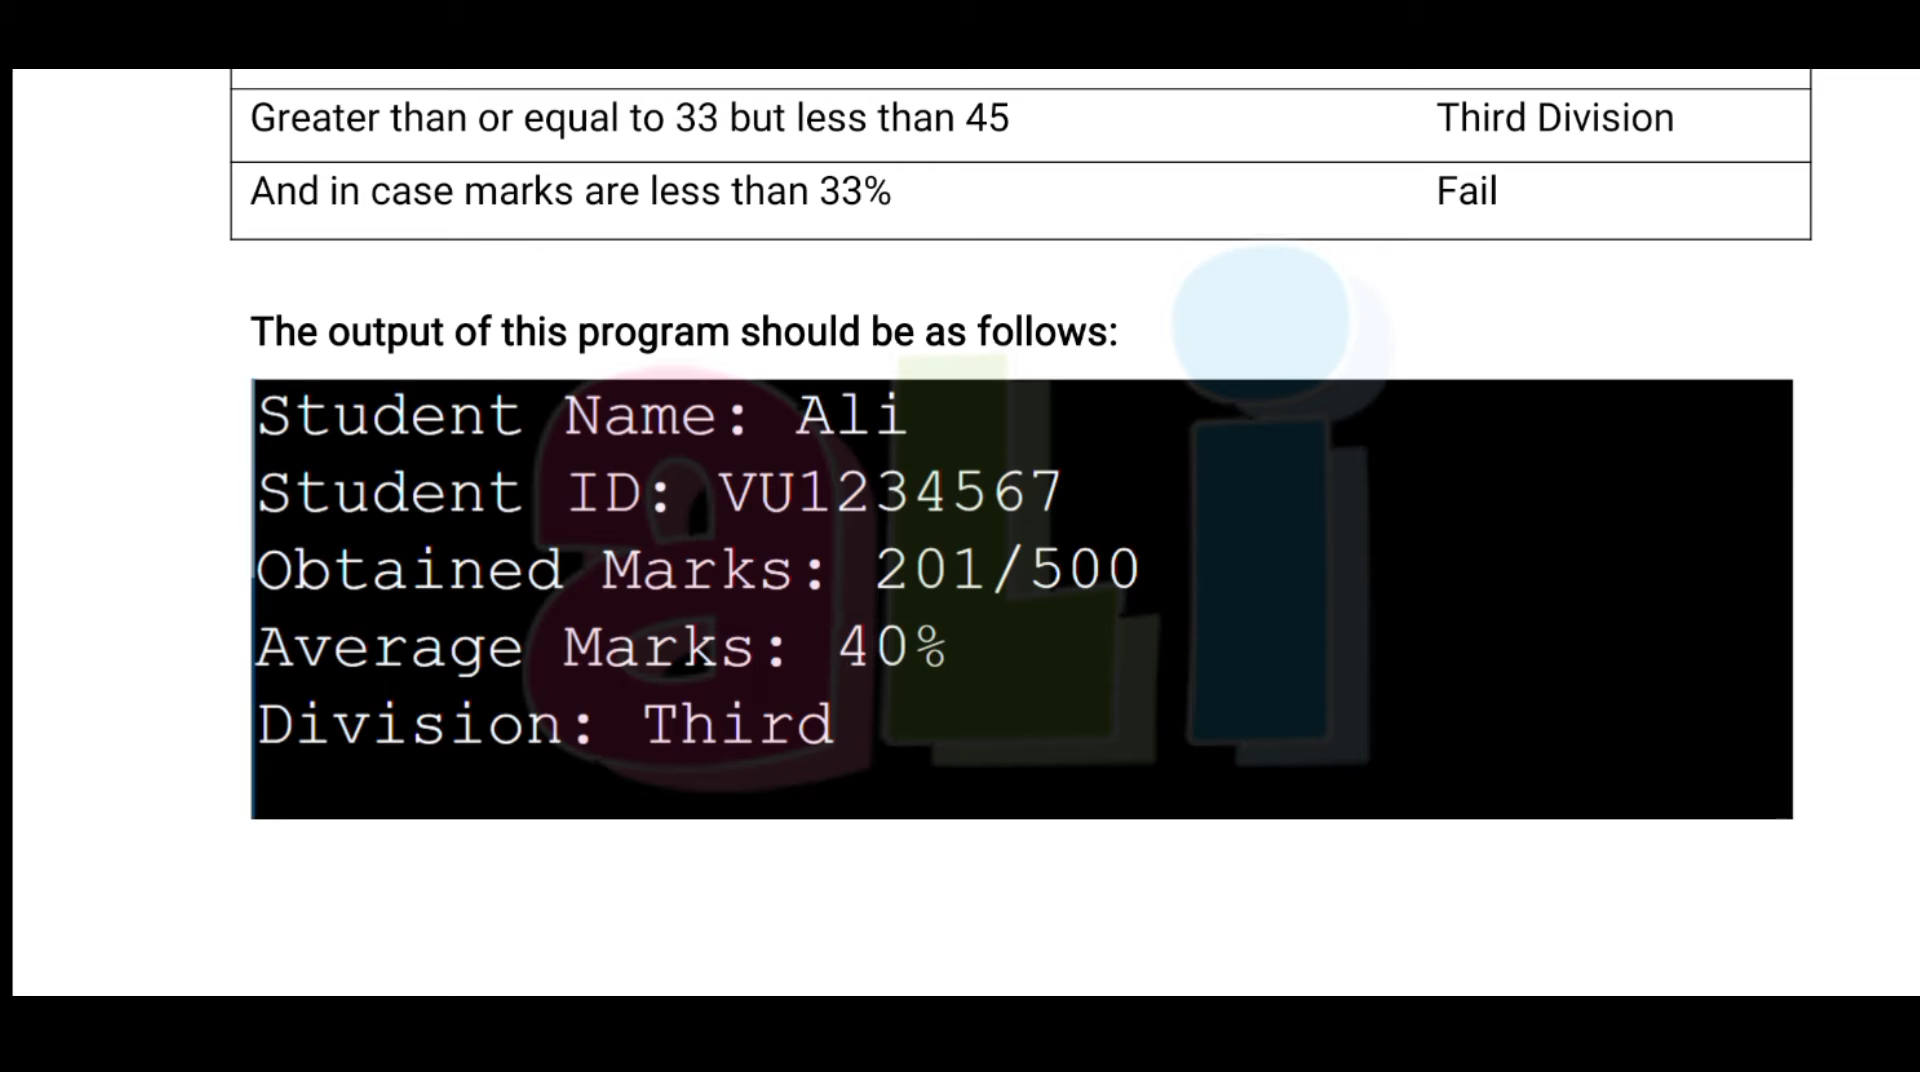 Greater than or equal to 33 but less than 45 Third Division
And in case marks are less than 33% Fail
The output of this program should be as follows:
Student Name: Ali
Student ID: VU1234567
Obtained Marks: 201/500
Average Marks: 40%
Division: Third
aLi